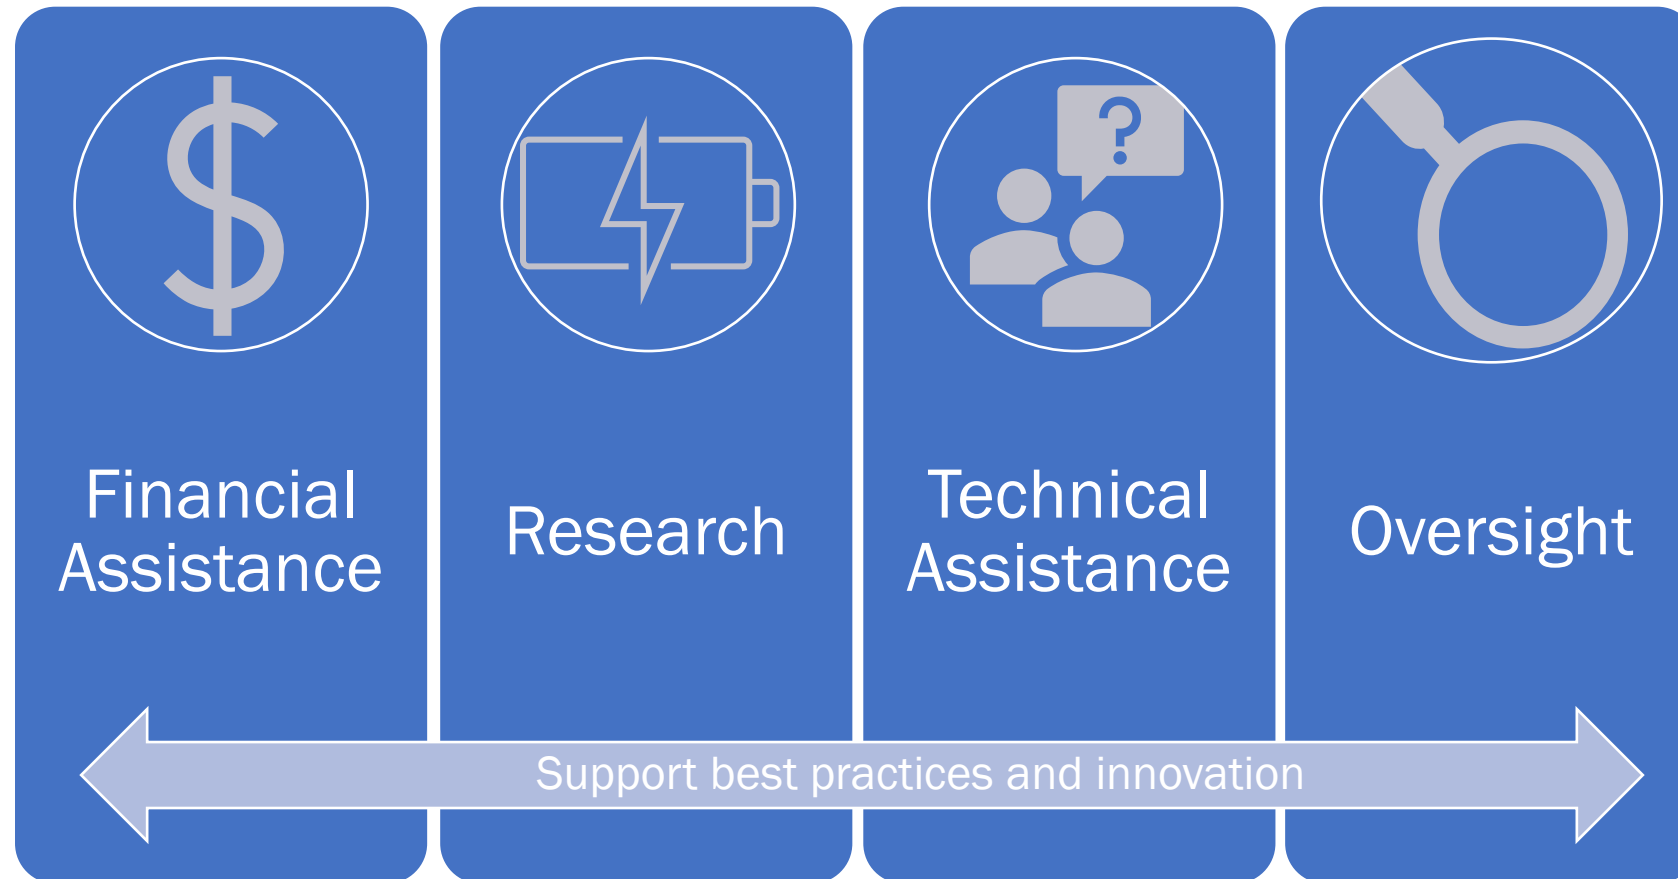 ?
Financial
Assistance
Research
Technical
Assistance
Oversight
Support best practices and innovation